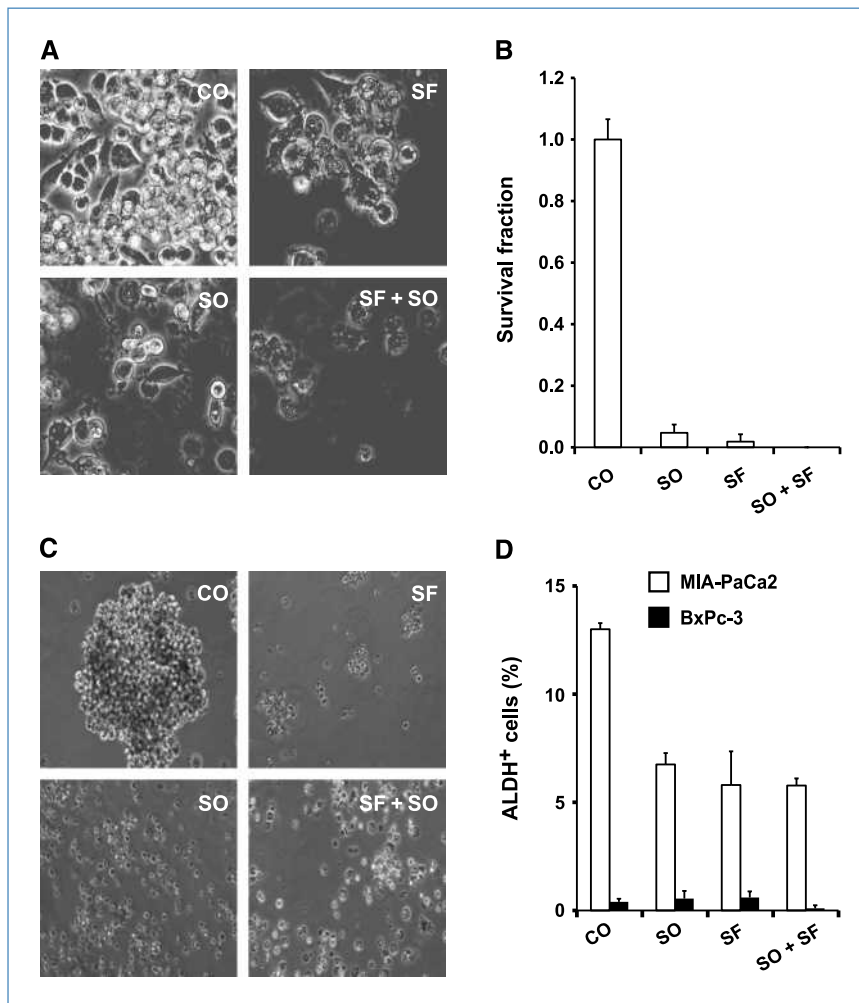 A
CO
SF
SO
SF + SO
B
Survival fraction
1.2
1.0
0.8
0.6
0.4
0.2
0.0
CO
SO
SF
SO + SF
C
CO
SF
SO
SF + SO
D
MIA-PaCa2
BxPc-3
ALDH+ cells (%)
15
10
5
0
CO
SO
SF
SO + SF